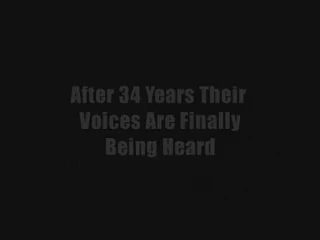 After 34 Years Their
Voices Are Finally
Being Heard